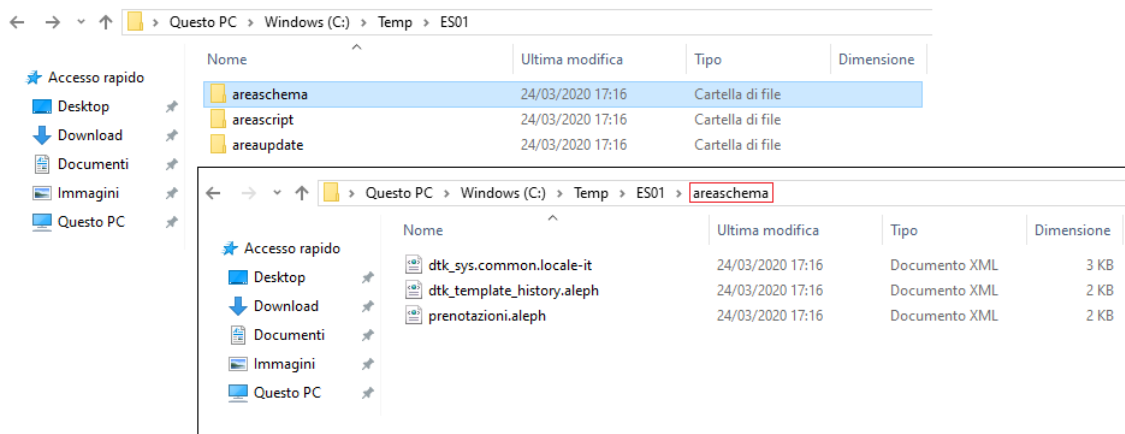 Questo PC > Windows (C:) > Temp > ES01
Nome Ultima modifica Tipo Dimensione
Accesso rapido
Desktop
Download
Documenti
Immagini
Questo PC
areaschema 24/03/2020 17:16 Cartella di file
areascript 24/03/2020 17:16 Cartella di file
areaupdate 24/03/2020 17:16 Cartella di file
Questo PC > Windows (C:) > Temp > ES01 > areaschema
Nome Ultima modifica Tipo Dimensione
Accesso rapido
Desktop
Download
Documenti
Immagini
Questo PC
dtk_sys.common.locale-it 24/03/2020 17:16 Documento XML 3 KB
dtk_template_history.aleph 24/03/2020 17:16 Documento XML 2 KB
prenotazioni.aleph 24/03/2020 17:16 Documento XML 2 KB